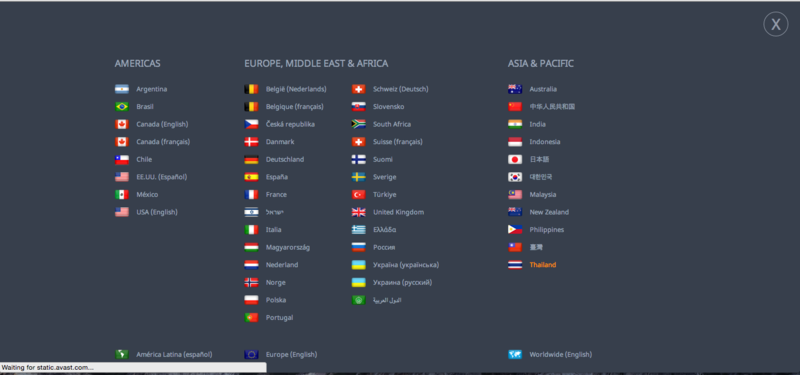 X
AMERICAS
Argentina
Brasil
Canada (English)
Canada (français)
Chile
EE.UU. (Español)
México
USA (English)
América Latina (español)
EUROPE, MIDDLE EAST & AFRICA
België (Nederlands)
Belgique (français)
Česká republika
Danmark
Deutschland
España
France
ישראל
Italia
Magyarország
Nederland
Norge
Polska
Portugal
Europe (English)
Schweiz (Deutsch)
Slovensko
South Africa
Suisse (français)
Suomi
Sverige
Türkiye
United Kingdom
Ελλάδα
Россия
Україна (українська)
Украина (русский)
الدول العربية
ASIA & PACIFIC
Australia
中华人民共和国
India
Indonesia
日本語
대한민국
Malaysia
New Zealand
Philippines
臺灣
Thailand
Worldwide (English)
Waiting for static.avast.com...